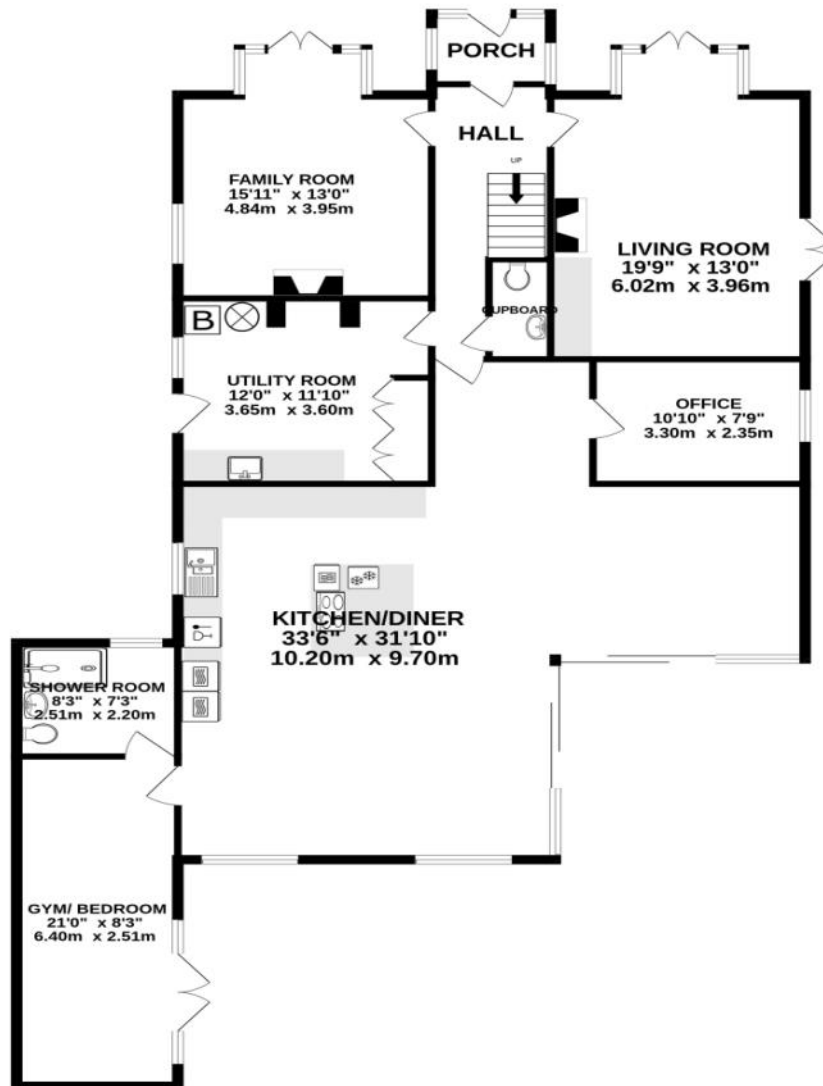 PORCH
HALL
UP
FAMILY ROOM
15'11" x 13'0"
4.84m x 3.95m
LIVING ROOM
19'9" x 13'0"
6.02m x 3.96m
CUPBOARD
B
UTILITY ROOM
12'0" x 11'10"
3.65m x 3.60m
OFFICE
10'10" x 7'9"
3.30m x 2.35m
KITCHEN/DINER
33'6" x 31'10"
10.20m x 9.70m
SHOWER ROOM
8'3" x 7'3"
2.51m x 2.20m
GYM/ BEDROOM
21'0" x 8'3"
6.40m x 2.51m